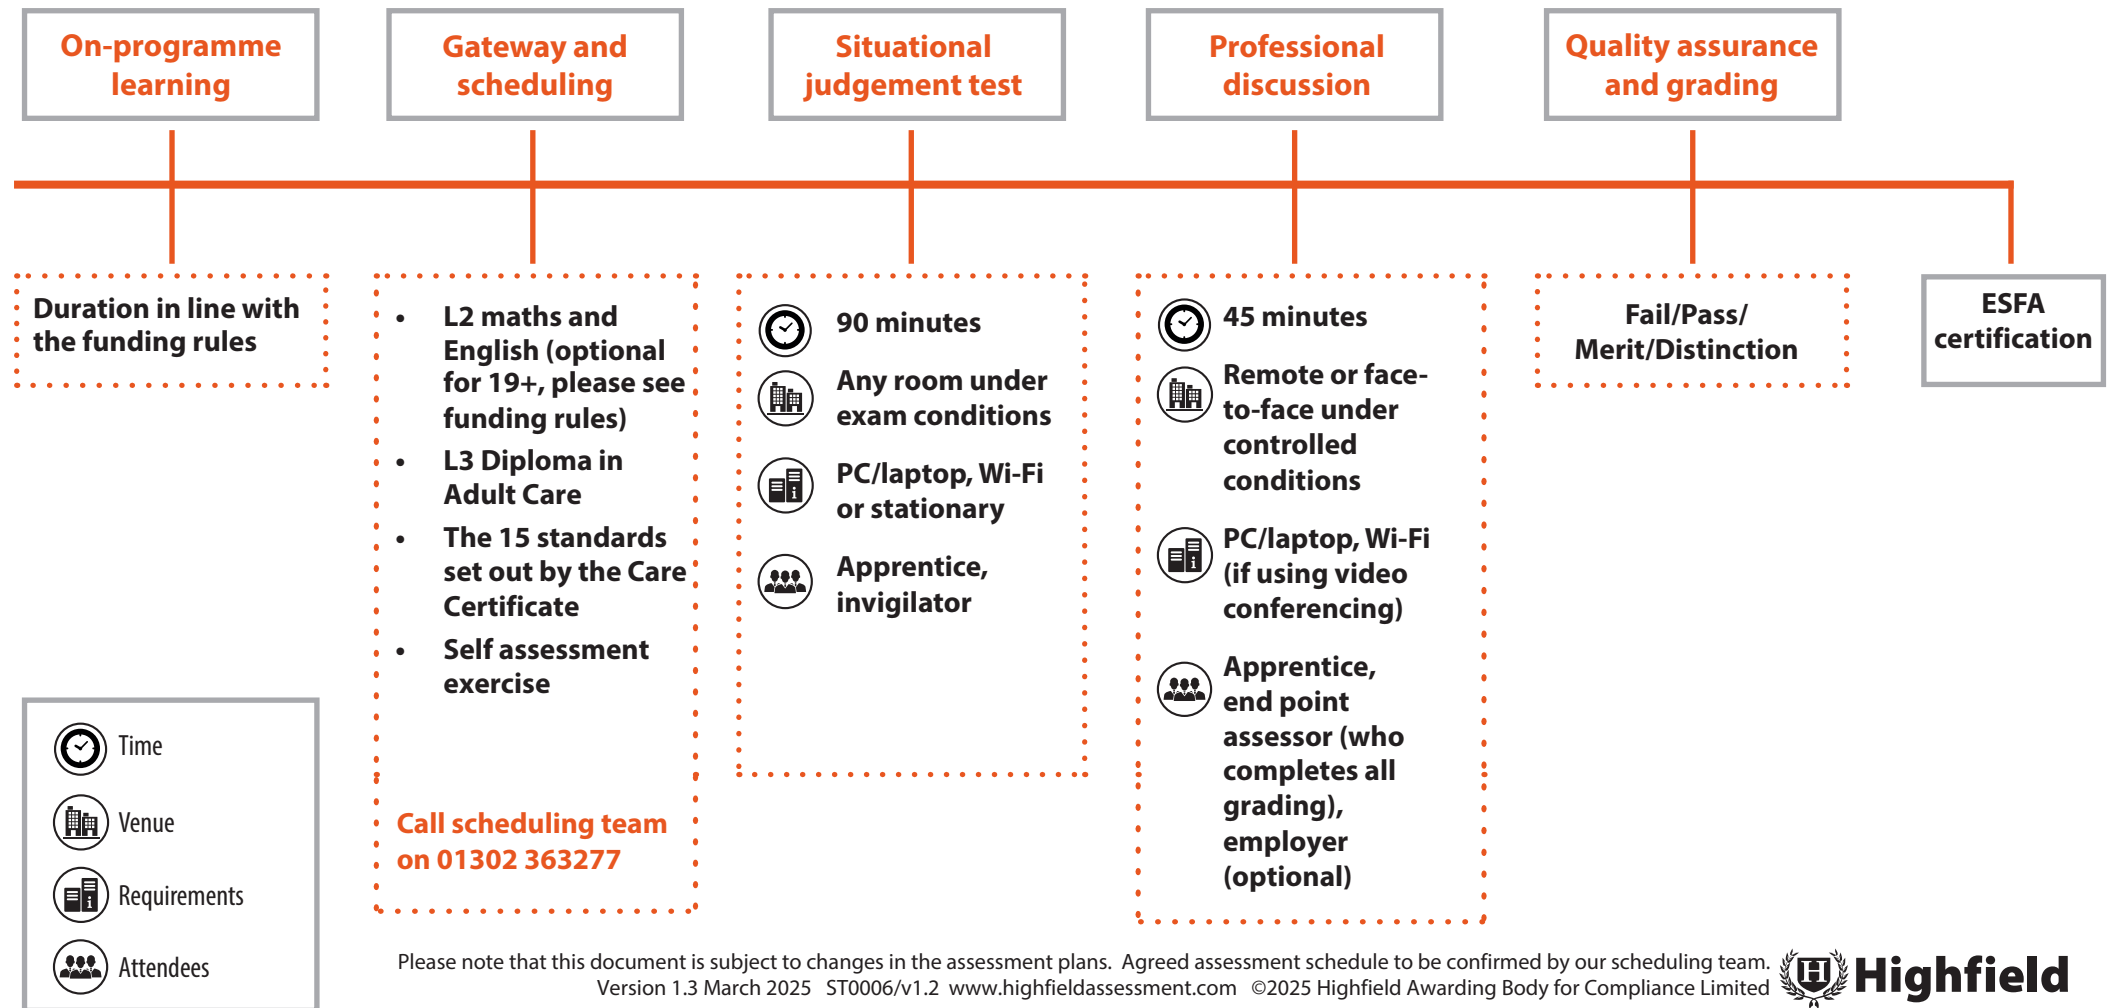 On-programme
learning
Gateway and
scheduling
Situational
judgement test
Professional
discussion
Quality assurance
and grading
Duration in line with
the funding rules
• L2 maths and
English (optional
for 19+, please see
funding rules)
• L3 Diploma in
Adult Care
• The 15 standards
set out by the Care
Certificate
• Self assessment
exercise
Call scheduling team
on 01302 363277
90 minutes
Any room under
exam conditions
PC/laptop, Wi-Fi
or stationary
Apprentice,
invigilator
45 minutes
Remote or face-
to-face under
controlled
conditions
PC/laptop, Wi-Fi
(if using video
conferencing)
Apprentice,
end point
assessor (who
completes all
grading),
employer
(optional)
Fail/Pass/
Merit/Distinction
ESFA
certification
Time
Venue
Requirements
Attendees
Please note that this document is subject to changes in the assessment plans. Agreed assessment schedule to be confirmed by our scheduling team.
Version 1.3 March 2025 ST0006/v1.2 www.highfieldassessment.com ©2025 Highfield Awarding Body for Compliance Limited
H Highfield